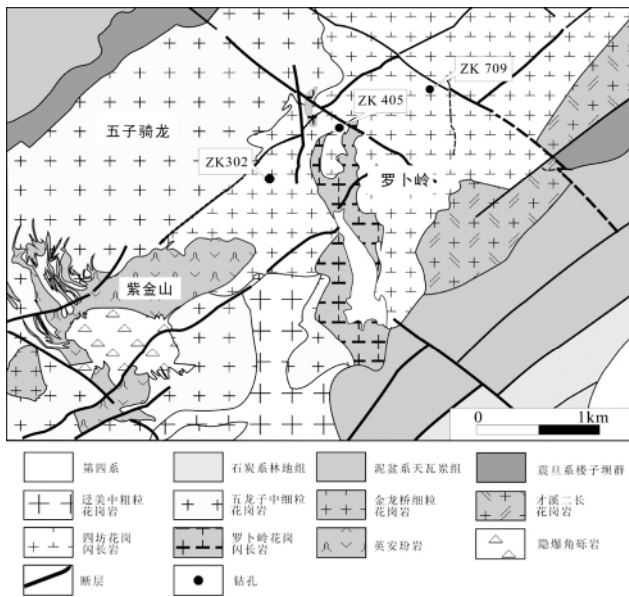 ZK 709
ZK 405
五子骑龙
ZK302
罗卜岭
紫金山
0 1km
第四系
石炭系林地组
泥盆系天瓦崬组
震旦系楼子坝群
迳美中粗粒
花岗岩
五龙子中细粒
花岗岩
金龙桥细粒
花岗岩
才溪二长
花岗岩
四坊花岗
闪长岩
罗卜岭花岗
闪长岩
英安玢岩
隐爆角砾岩
断层
钻孔